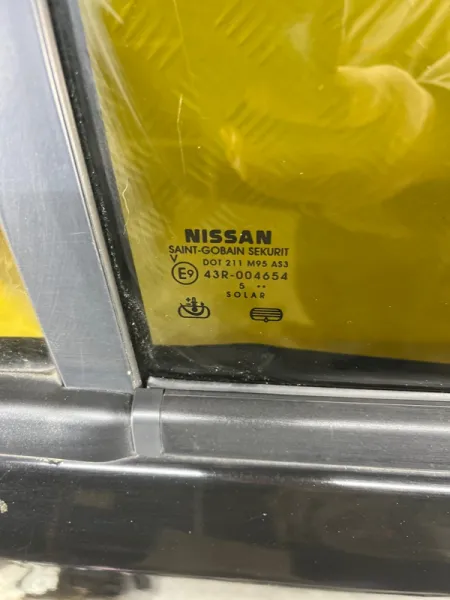 NISSAN
SAINT-GOBAIN SEKURIT
V DOT 211 M95 AS3
E9 43R-004654
5 ..
SOLAR